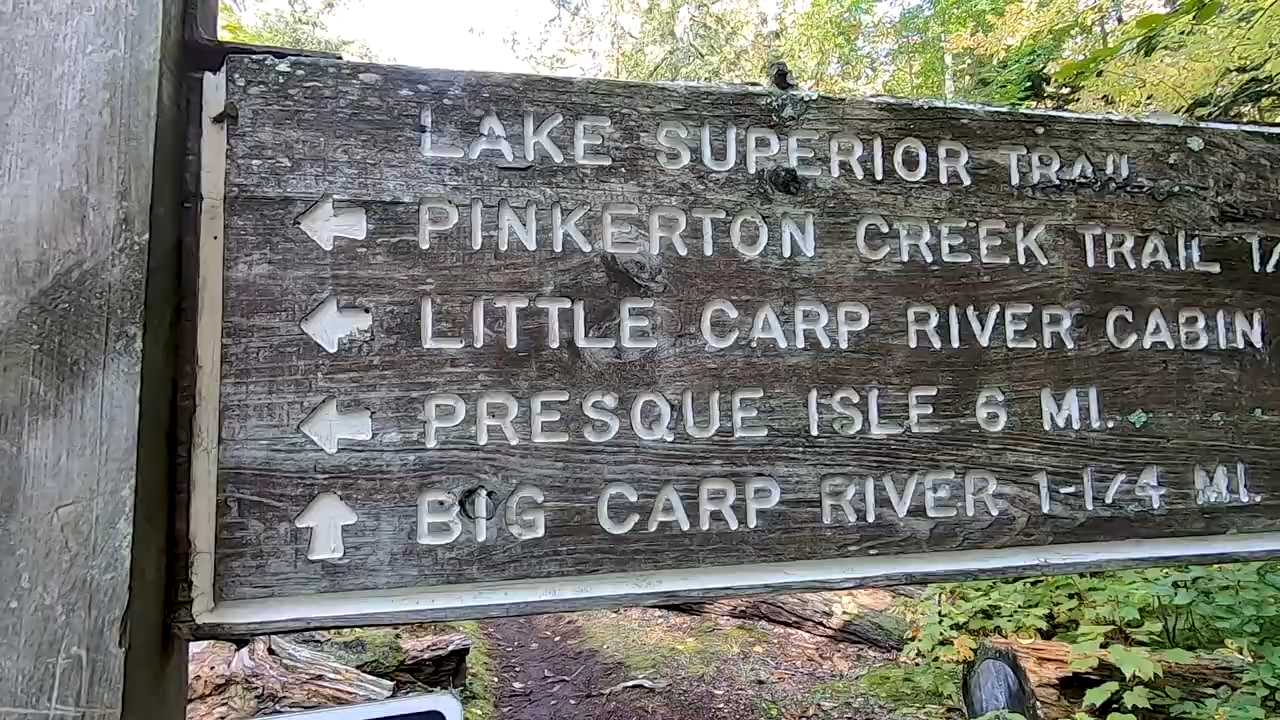 LAKE SUPERIOR TRAIL
PINKERTON CREEK TRAIL
LITTLE CARP RIVER CABIN
PRESQUE ISLE 6 MI.
BIG CARP RIVER 1-1/4 MI.